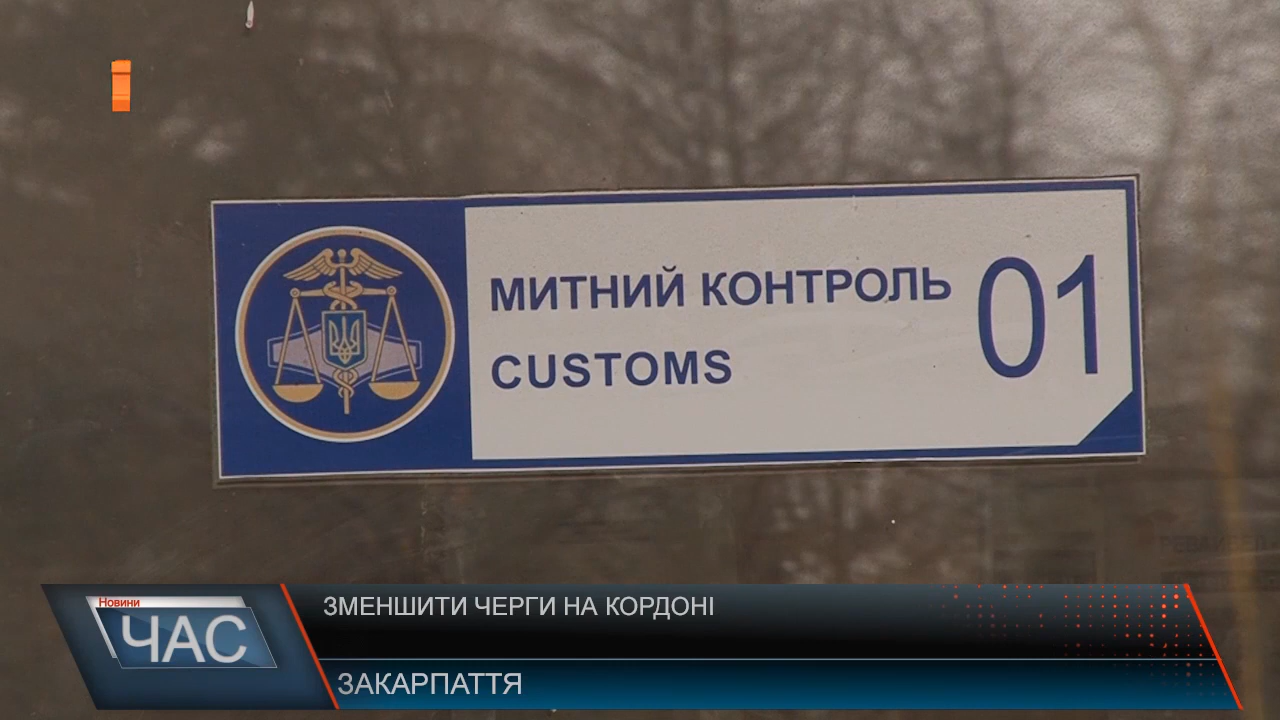 МИТНИЙ КОНТРОЛЬ
CUSTOMS
01
Новини
ЧАС
ЗМЕНШИТИ ЧЕРГИ НА КОРДОНІ
ЗАКАРПАТТЯ